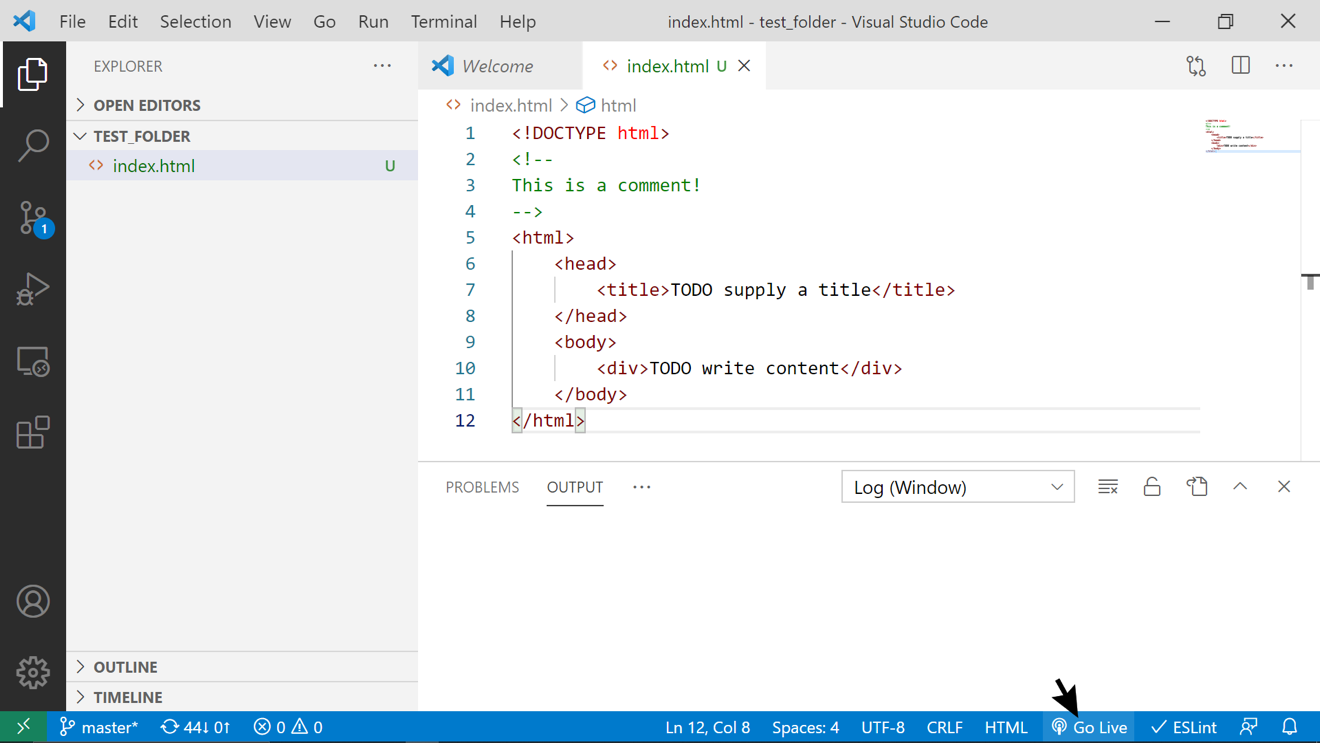 File Edit Selection View Go Run Terminal Help index.html - test_folder - Visual Studio Code
EXPLORER
OPEN EDITORS
TEST_FOLDER
index.html U
OUTLINE
TIMELINE
Welcome index.html U
index.html > html
1 <!DOCTYPE html>
2 <!--
3 This is a comment!
4 -->
5 <html>
6 <head>
7 <title>TODO supply a title</title>
8 </head>
9 <body>
10 <div>TODO write content</div>
11 </body>
12 </html>
PROBLEMS OUTPUT Log (Window)
1
master* 44↓ 0↑ 0 0 Ln 12, Col 8 Spaces: 4 UTF-8 CRLF HTML Go Live ESLint